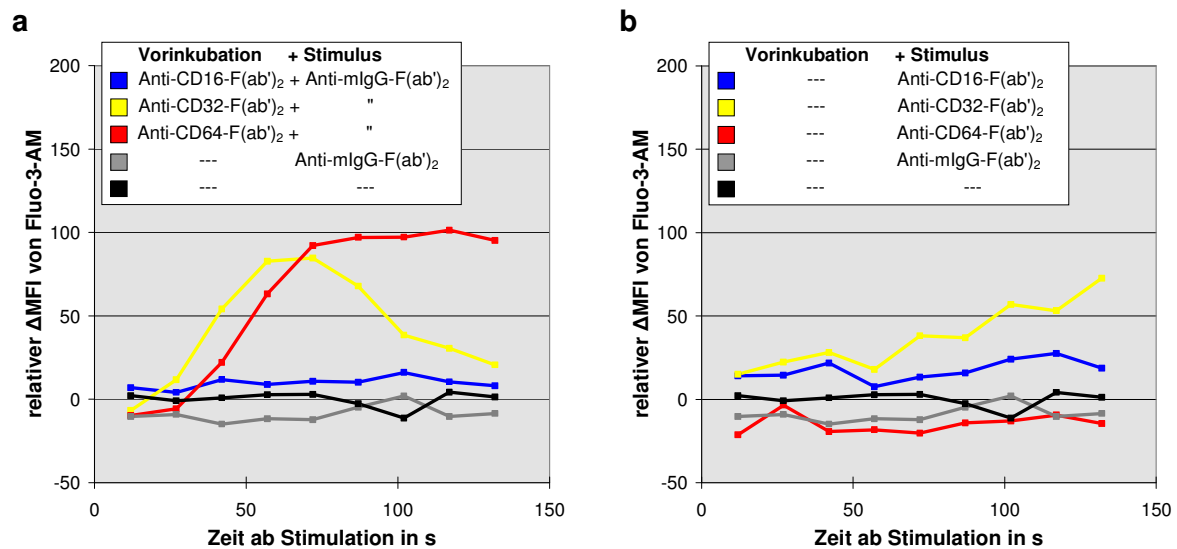 a
Vorinkubation + Stimulus
Anti-CD16-F(ab')₂ + Anti-mIgG-F(ab')₂
Anti-CD32-F(ab')₂ + "
Anti-CD64-F(ab')₂ + "
--- Anti-mIgG-F(ab')₂
--- ---
200
150
100
50
0
-50
0 50 100 150
relativer ΔMFI von Fluo-3-AM
Zeit ab Stimulation in s
b
Vorinkubation + Stimulus
--- Anti-CD16-F(ab')₂
--- Anti-CD32-F(ab')₂
--- Anti-CD64-F(ab')₂
--- Anti-mIgG-F(ab')₂
--- ---
200
150
100
50
0
-50
0 50 100 150
relativer ΔMFI von Fluo-3-AM
Zeit ab Stimulation in s